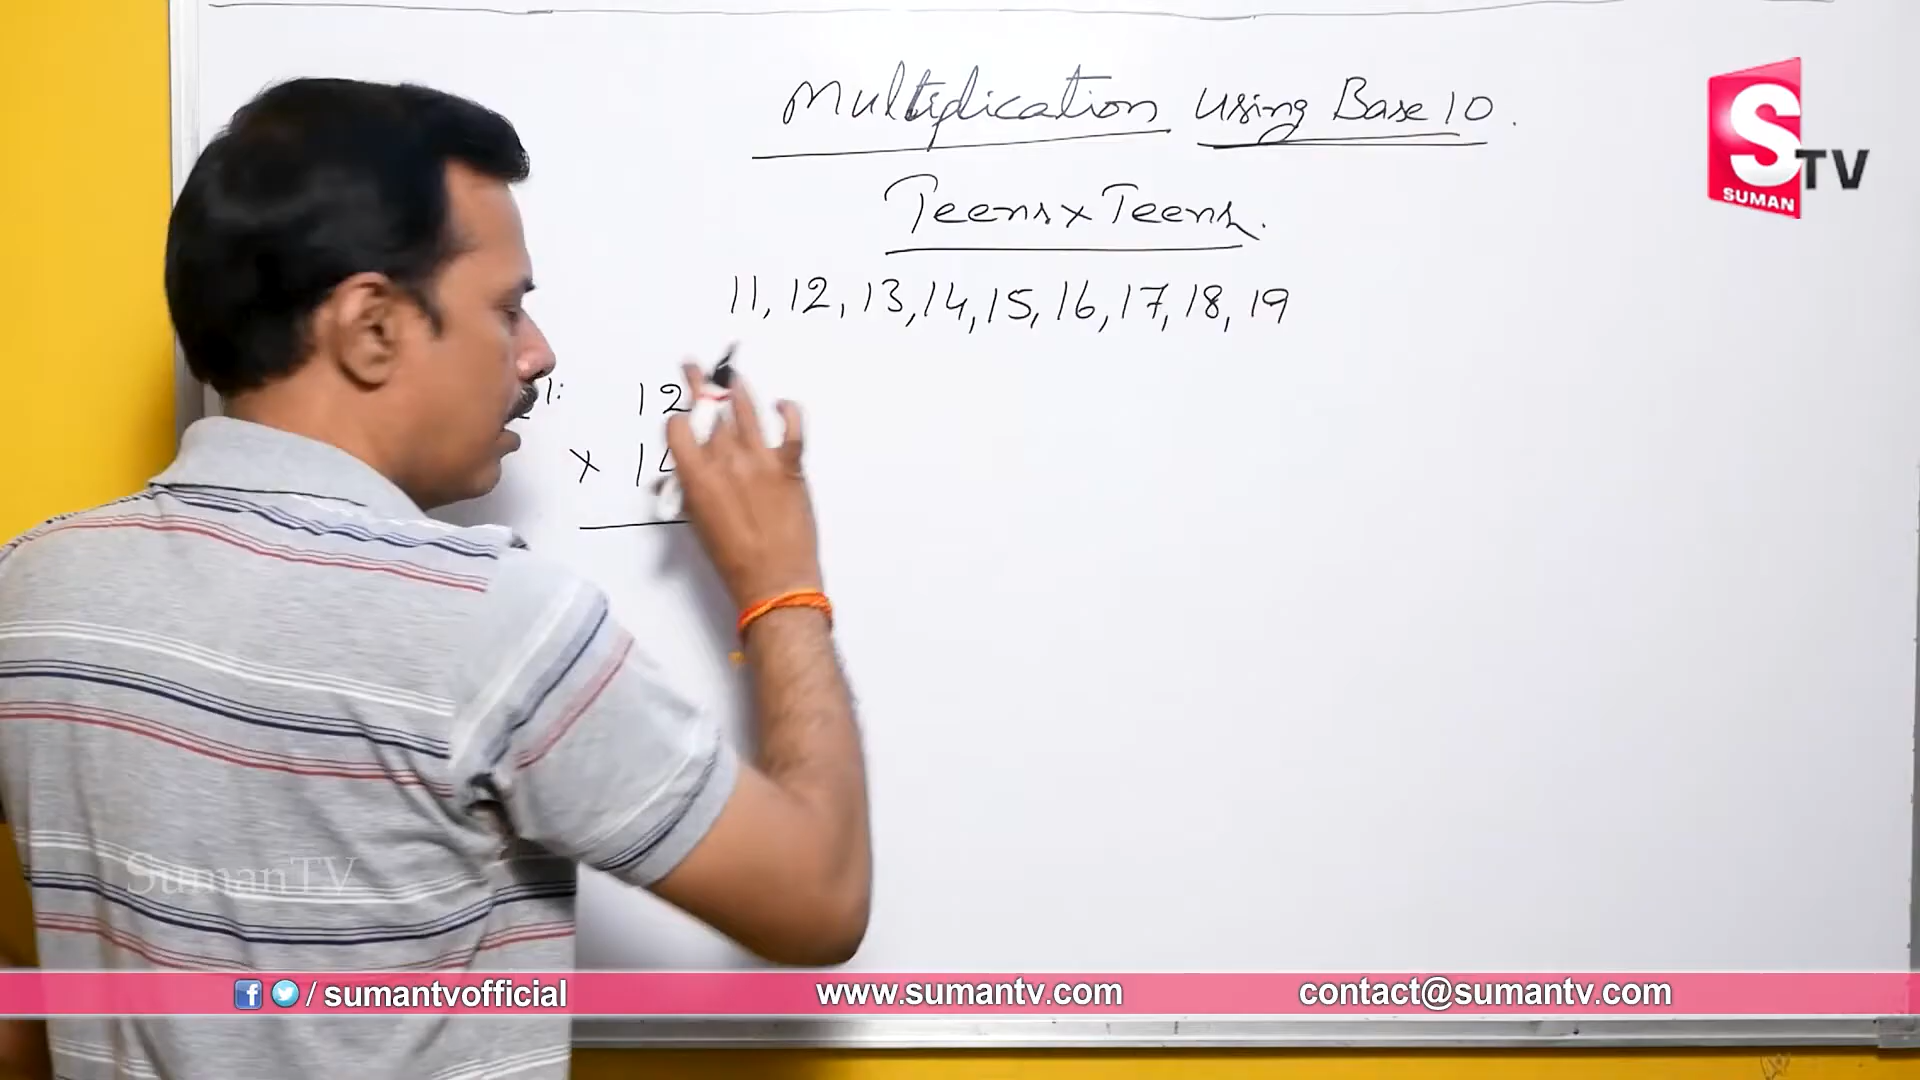 Multiplication using Base 10.
Teens x Teens.
11, 12, 13, 14, 15, 16, 17, 18, 19
1: 12
x 14
S TV
SUMAN
SumanTV
/ sumantvofficial
www.sumantv.com
contact@sumantv.com